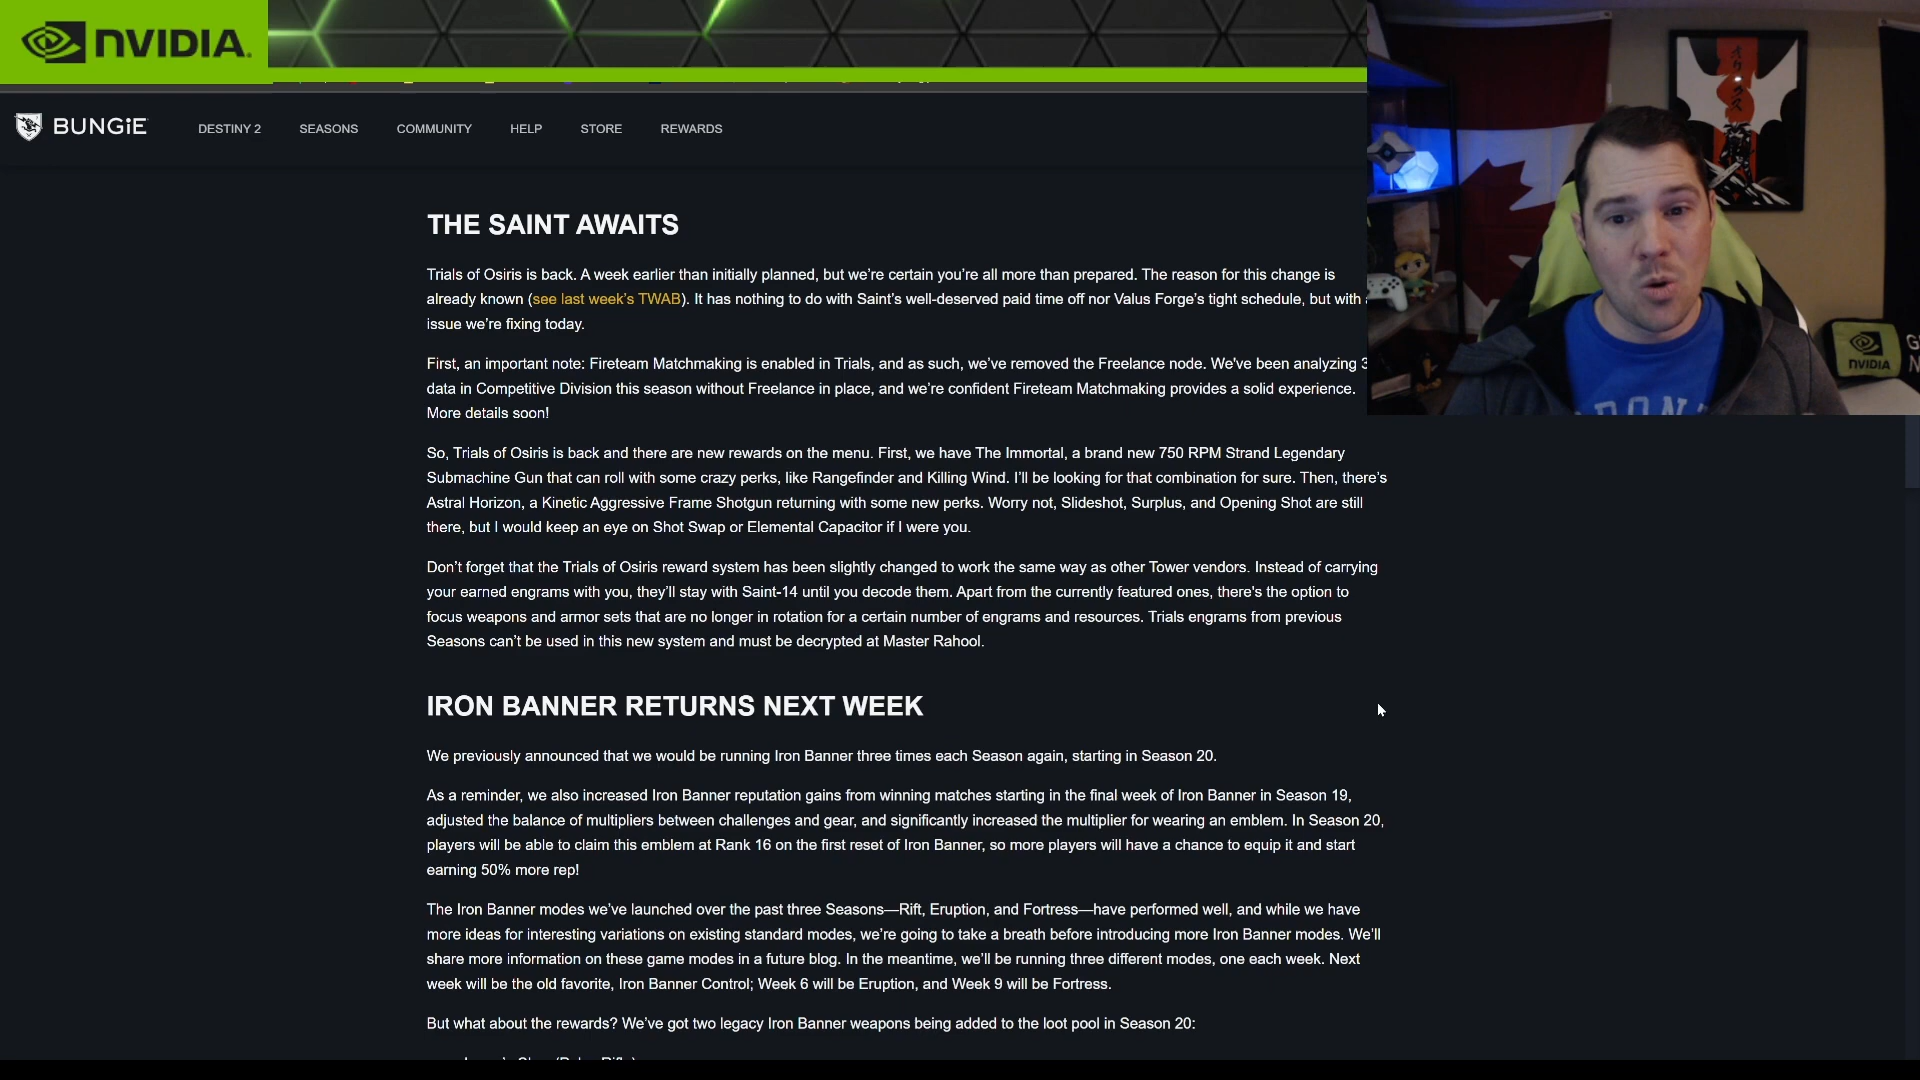 NVIDIA.
BUNGiE
DESTINY 2
SEASONS
COMMUNITY
HELP
STORE
REWARDS
THE SAINT AWAITS
Trials of Osiris is back. A week earlier than initially planned, but we're certain you're all more than prepared. The reason for this change is
already known (see last week's TWAB). It has nothing to do with Saint's well-deserved paid time off nor Valus Forge's tight schedule, but with
issue we're fixing today.
First, an important note: Fireteam Matchmaking is enabled in Trials, and as such, we've removed the Freelance node. We've been analyzing 3
data in Competitive Division this season without Freelance in place, and we're confident Fireteam Matchmaking provides a solid experience.
More details soon!
So, Trials of Osiris is back and there are new rewards on the menu. First, we have The Immortal, a brand new 750 RPM Strand Legendary
Submachine Gun that can roll with some crazy perks, like Rangefinder and Killing Wind. I'll be looking for that combination for sure. Then, there's
Astral Horizon, a Kinetic Aggressive Frame Shotgun returning with some new perks. Worry not, Slideshot, Surplus, and Opening Shot are still
there, but I would keep an eye on Shot Swap or Elemental Capacitor if I were you.
Don't forget that the Trials of Osiris reward system has been slightly changed to work the same way as other Tower vendors. Instead of carrying
your earned engrams with you, they'll stay with Saint-14 until you decode them. Apart from the currently featured ones, there's the option to
focus weapons and armor sets that are no longer in rotation for a certain number of engrams and resources. Trials engrams from previous
Seasons can't be used in this new system and must be decrypted at Master Rahool.
IRON BANNER RETURNS NEXT WEEK
We previously announced that we would be running Iron Banner three times each Season again, starting in Season 20.
As a reminder, we also increased Iron Banner reputation gains from winning matches starting in the final week of Iron Banner in Season 19,
adjusted the balance of multipliers between challenges and gear, and significantly increased the multiplier for wearing an emblem. In Season 20,
players will be able to claim this emblem at Rank 16 on the first reset of Iron Banner, so more players will have a chance to equip it and start
earning 50% more rep!
The Iron Banner modes we've launched over the past three Seasons—Rift, Eruption, and Fortress—have performed well, and while we have
more ideas for interesting variations on existing standard modes, we're going to take a breath before introducing more Iron Banner modes. We'll
share more information on these game modes in a future blog. In the meantime, we'll be running three different modes, one each week. Next
week will be the old favorite, Iron Banner Control; Week 6 will be Eruption, and Week 9 will be Fortress.
But what about the rewards? We've got two legacy Iron Banner weapons being added to the loot pool in Season 20:
NVIDIA